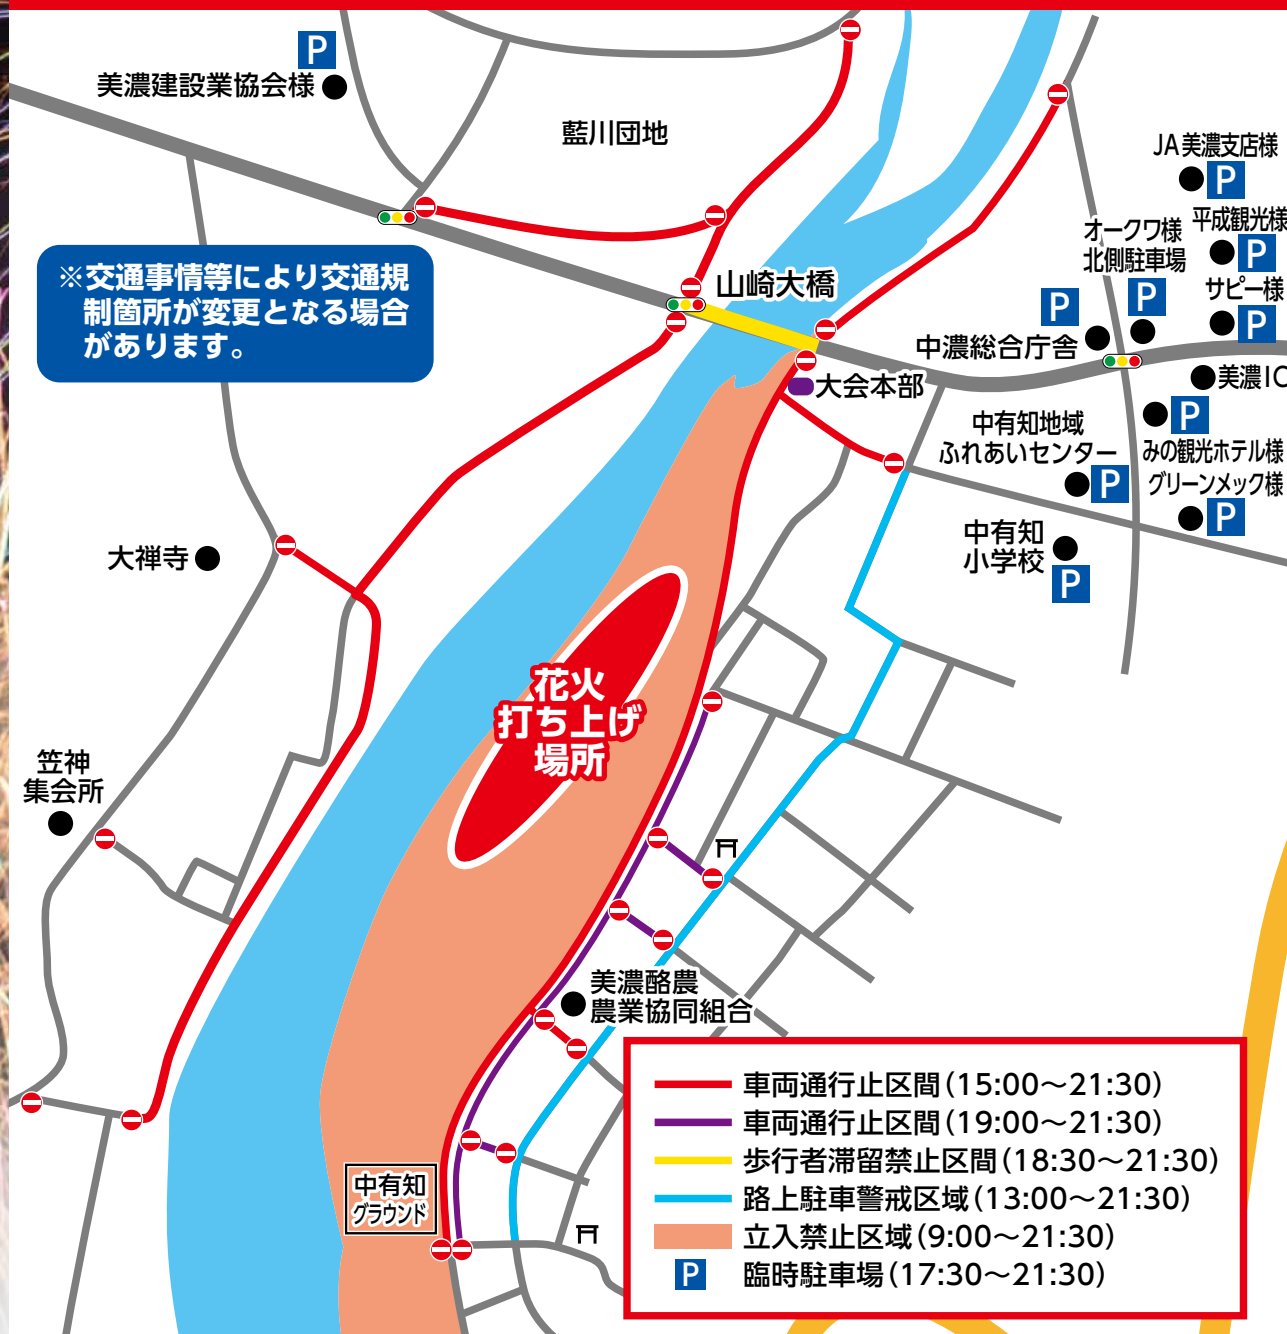 P
美濃建設業協会様
藍川団地
JA美濃支店様
P
※交通事情等により交通規
制箇所が変更となる場合
があります。
山崎大橋
オークワ様
北側駐車場
P
平成観光様
P
サピー様
P
P
中濃総合庁舎
大会本部
美濃IC
P
みの観光ホテル様
中有知地域
ふれあいセンター
P
グリーンメック様
P
中有知
小学校
P
大禅寺
花火
打ち上げ
場所
笠神
集会所
美濃酪農
農業協同組合
中有知
グラウンド
車両通行止区間(15:00～21:30)
車両通行止区間(19:00～21:30)
歩行者滞留禁止区間(18:30～21:30)
路上駐車警戒区域(13:00～21:30)
立入禁止区域(9:00～21:30)
P 臨時駐車場(17:30～21:30)